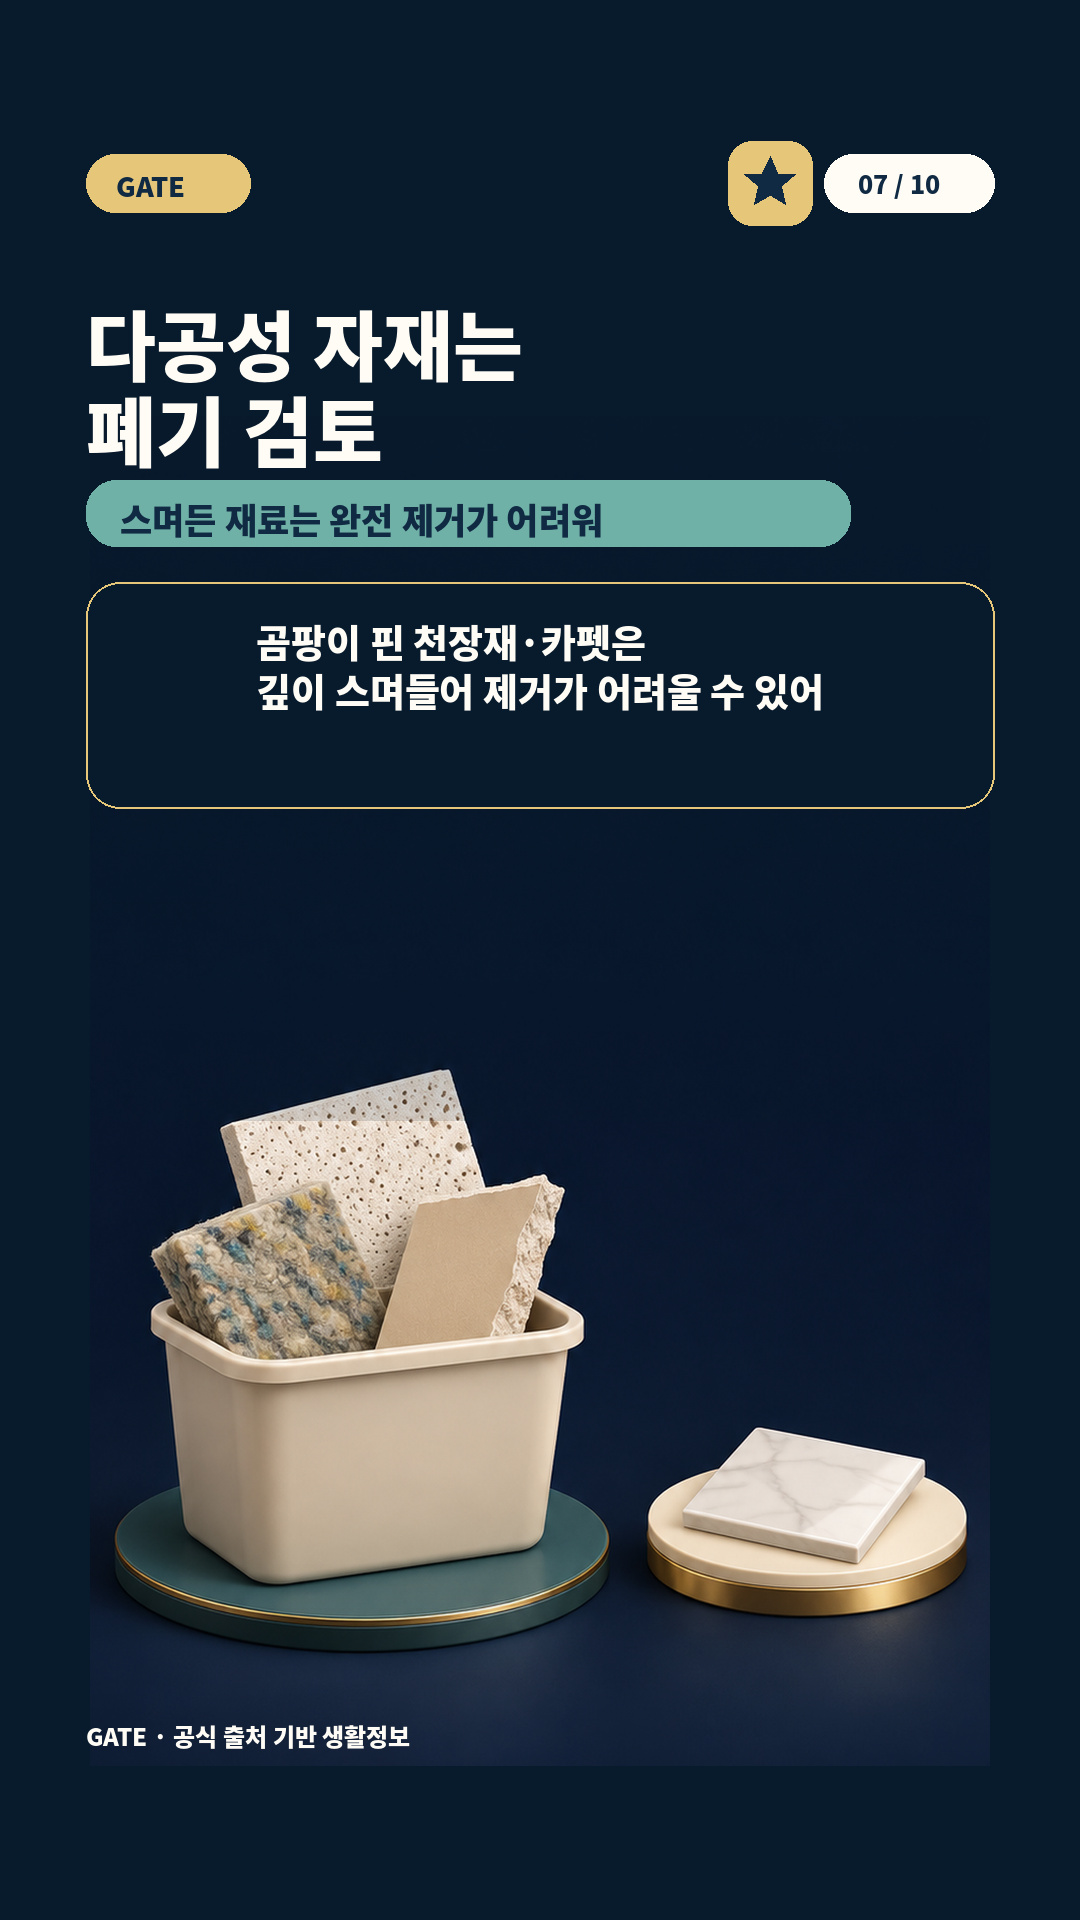 GATE
07 / 10
다공성 자재는
폐기 검토
스며든 재료는 완전 제거가 어려워
곰팡이 핀 천장재·카펫은
깊이 스며들어 제거가 어려울 수 있어
GATE · 공식 출처 기반 생활정보